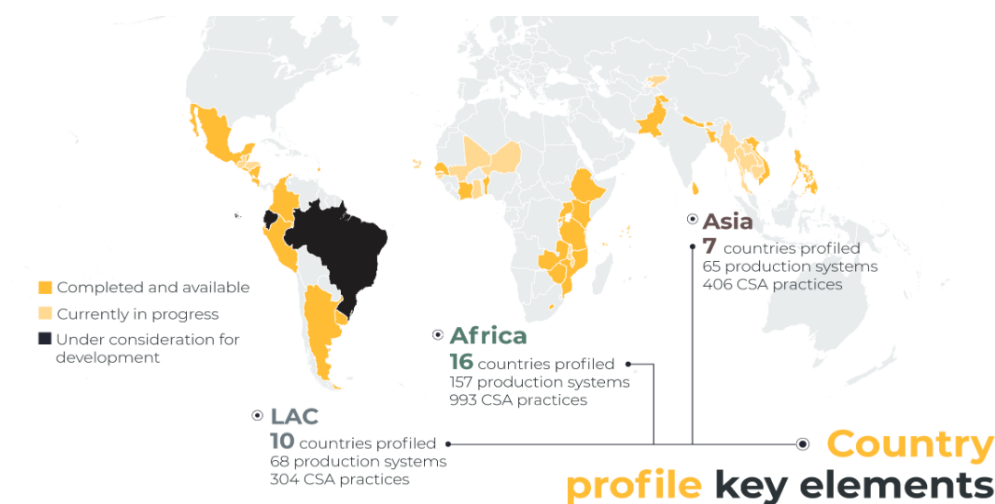 Completed and available
Currently in progress
Under consideration for
development
Asia
7 countries profiled
65 production systems
406 CSA practices
Africa
16 countries profiled
157 production systems
993 CSA practices
LAC
10 countries profiled
68 production systems
304 CSA practices
Country
profile key elements